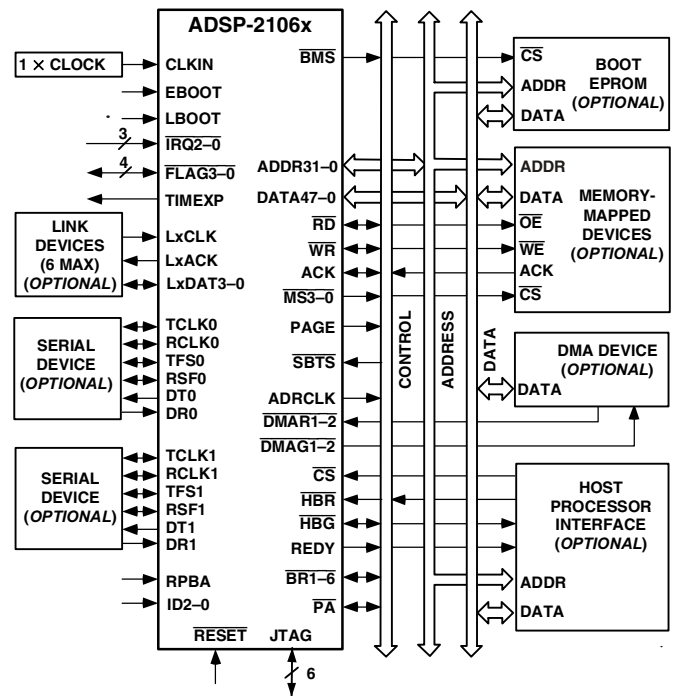 ADSP-2106x
1 × CLOCK
CLKIN
EBOOT
LBOOT
3
IRQ2–0
4
FLAG3–0
TIMEXP
LINK
DEVICES
(6 MAX)
(OPTIONAL)
LxCLK
LxACK
LxDAT3–0
SERIAL
DEVICE
(OPTIONAL)
TCLK0
RCLK0
TFS0
RSF0
DT0
DR0
SERIAL
DEVICE
(OPTIONAL)
TCLK1
RCLK1
TFS1
RSF1
DT1
DR1
RPBA
ID2–0
RESET
JTAG
6
BMS
ADDR31–0
DATA47–0
RD
WR
ACK
MS3–0
PAGE
SBTS
ADRCLK
DMAR1–2
DMAG1–2
CS
HBR
HBG
REDY
BR1–6
PA
CONTROL
ADDRESS
DATA
CS
ADDR
DATA
BOOT
EPROM
(OPTIONAL)
ADDR
DATA
OE
WE
ACK
CS
MEMORY-
MAPPED
DEVICES
(OPTIONAL)
DMA DEVICE
(OPTIONAL)
DATA
HOST
PROCESSOR
INTERFACE
(OPTIONAL)
ADDR
DATA